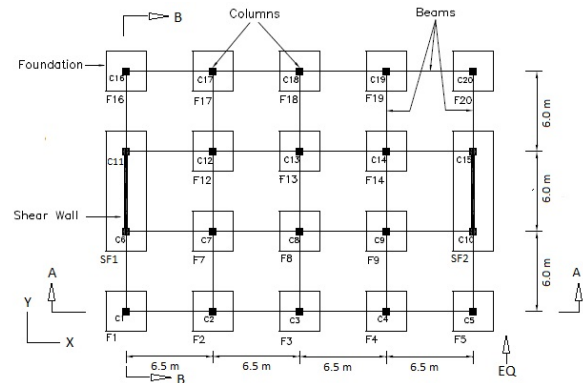 B
Columns
Beams
Foundation
C16
C17
C18
C19
C20
F16
F17
F18
F19
F20
6.0 m
C11
C12
C13
C14
C15
F12
F13
F14
6.0 m
Shear Wall
C6
C7
C8
C9
C10
SF1
F7
F8
F9
SF2
A
A
6.0 m
Y
X
C1
C2
C3
C4
C5
F1
F2
F3
F4
F5
6.5 m
6.5 m
6.5 m
6.5 m
EQ
B